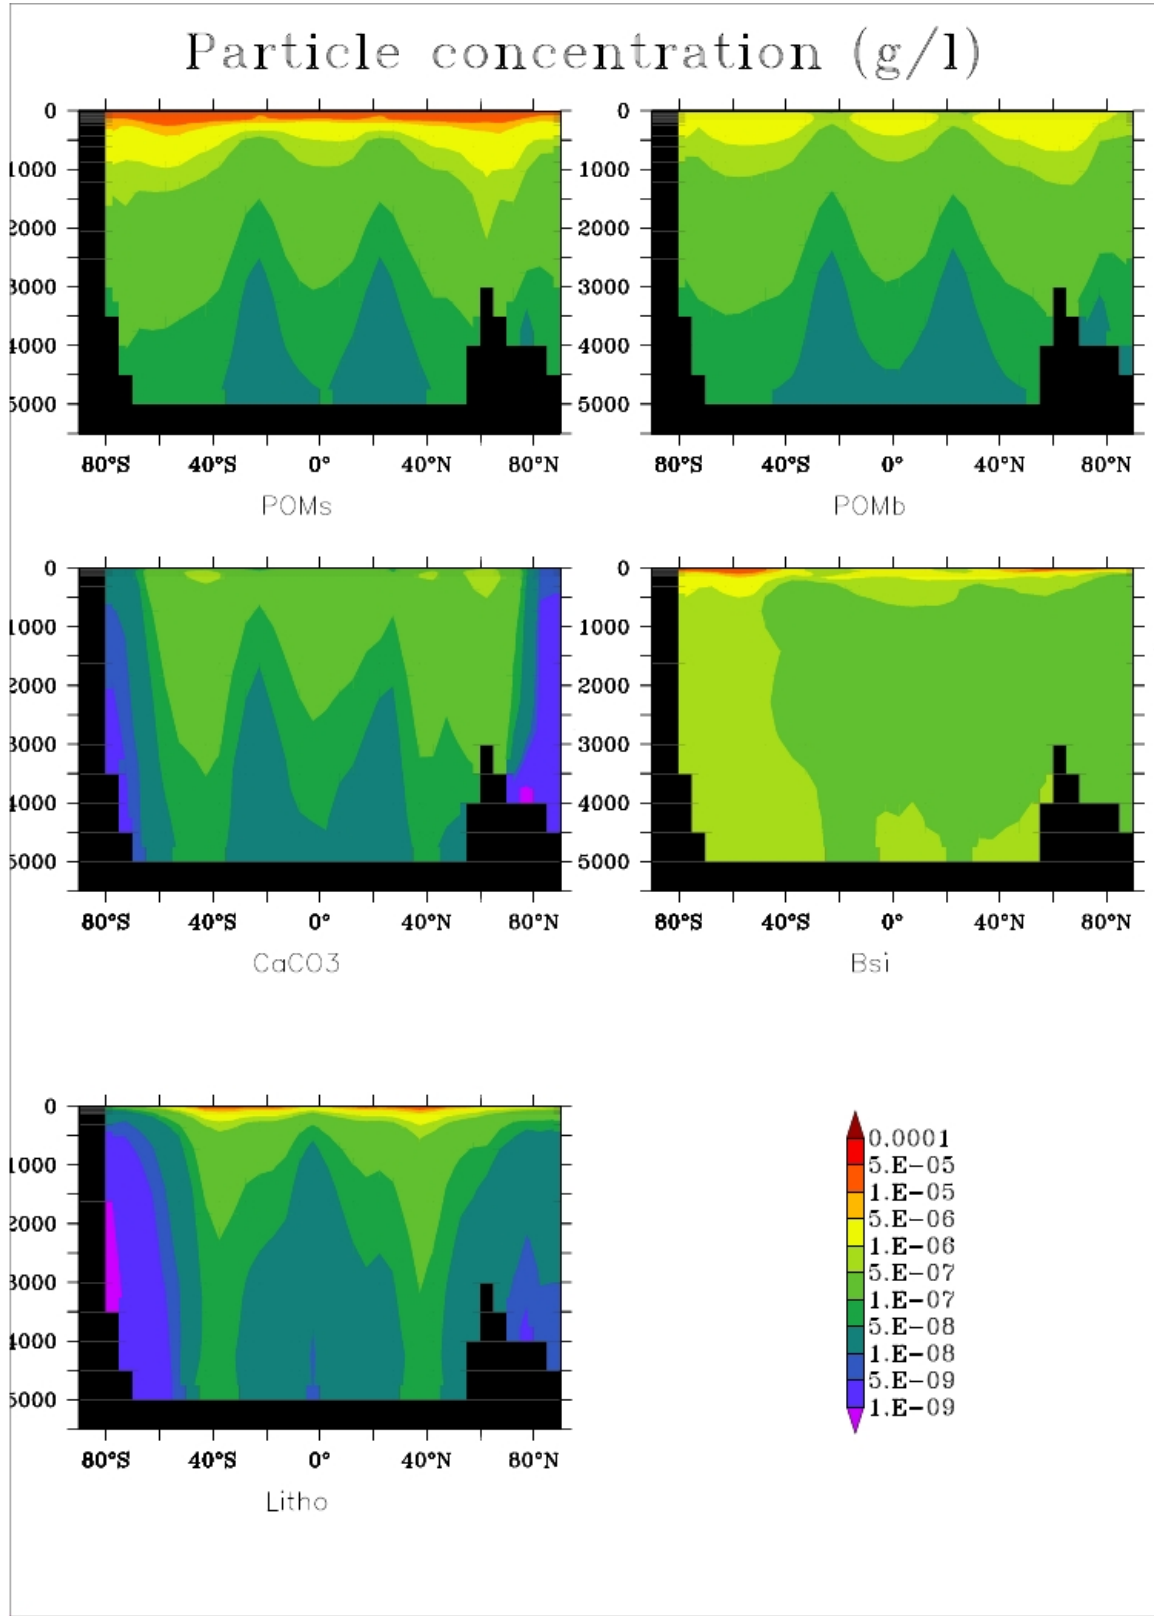 Particle concentration (g/l)
0 0
1000 1000
2000 2000
3000 3000
4000 4000
5000 5000
80°S 40°S 0° 40°N 80°N 80°S 40°S 0° 40°N 80°N
POMs POMb
0 0
1000 1000
2000 2000
3000 3000
4000 4000
5000 5000
80°S 40°S 0° 40°N 80°N 80°S 40°S 0° 40°N 80°N
CaCO3 Bsi
0
1000
2000
3000
4000
5000
80°S 40°S 0° 40°N 80°N
Litho
0.0001
5.E-05
1.E-05
5.E-06
1.E-06
5.E-07
1.E-07
5.E-08
1.E-08
5.E-09
1.E-09